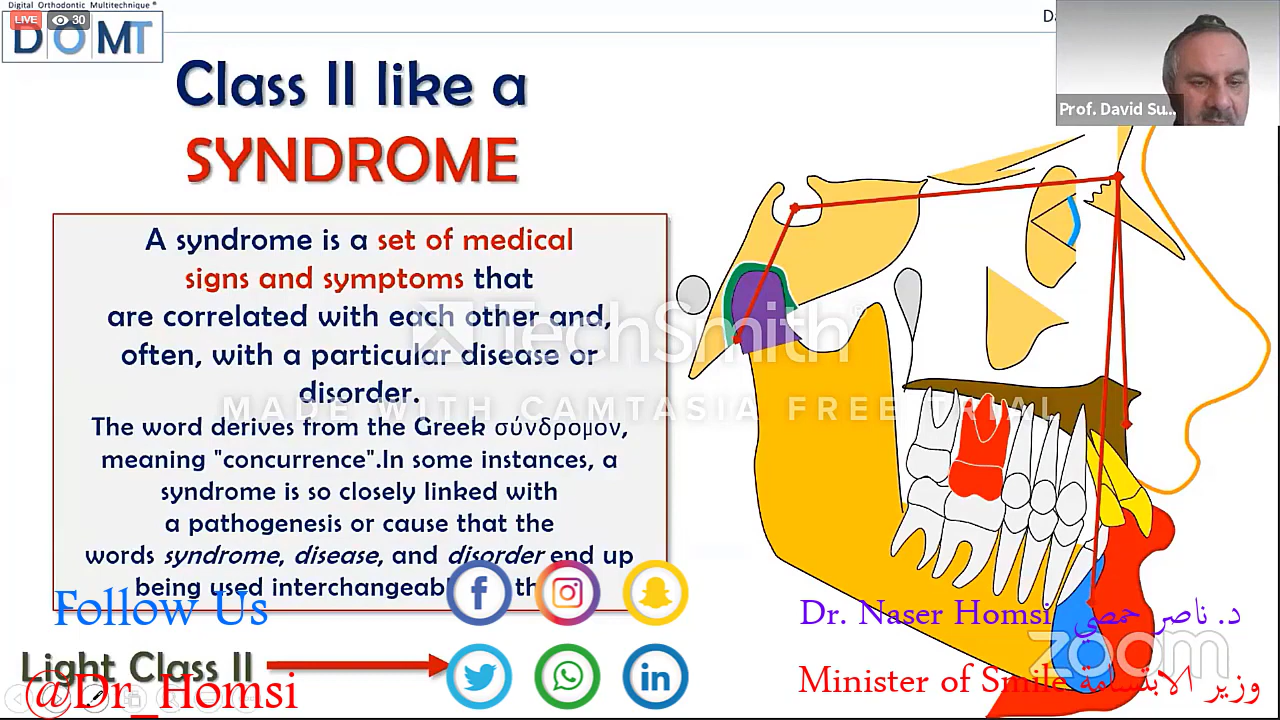 Digital Orthodontic Multitechnique®
LIVE 30
DOMT
Prof. David Su...
Class II like a
SYNDROME
A syndrome is a set of medical
signs and symptoms that
are correlated with each other and,
often, with a particular disease or
disorder.
The word derives from the Greek σύνδρομον,
meaning "concurrence".In some instances, a
syndrome is so closely linked with
a pathogenesis or cause that the
words syndrome, disease, and disorder end up
being used
TechSmith
MADE WITH CAMTASIA FREE TRIAL
Follow Us
Light Class II
@Dr_Homsi
Dr. Naser Homsi د. ناصر حمصي
zoom
Minister of Smile وزير الابتسامة